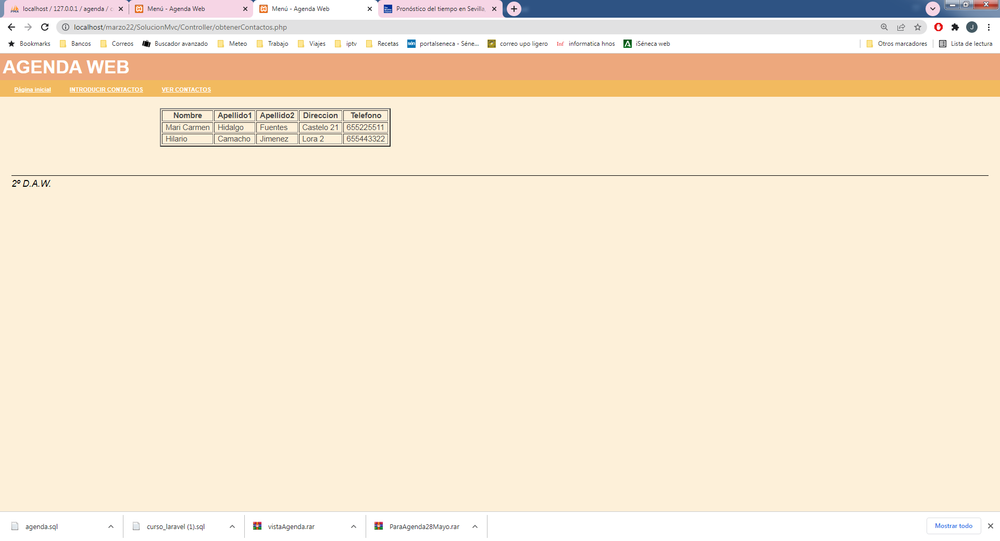 localhost / 127.0.0.1 / agenda / c
Menú - Agenda Web
Menú - Agenda Web
Pronóstico del tiempo en Sevilla,
localhost/marzo22/SolucionMvc/Controller/obtenerContactos.php
J
Bookmarks Bancos Correos Buscador avanzado Meteo Trabajo Viajes iptv Recetas sén portalseneca - Séne... correo upo ligero Inf informatica hnos iSéneca web Otros marcadores Lista de lectura
AGENDA WEB
Página inicial INTRODUCIR CONTACTOS VER CONTACTOS
Nombre Apellido1 Apellido2 Direccion Telefono
Mari Carmen Hidalgo Fuentes Castelo 21 655225511
Hilario Camacho Jimenez Lora 2 655443322
2º D.A.W.
agenda.sql curso_laravel (1).sql vistaAgenda.rar ParaAgenda28Mayo.rar Mostrar todo